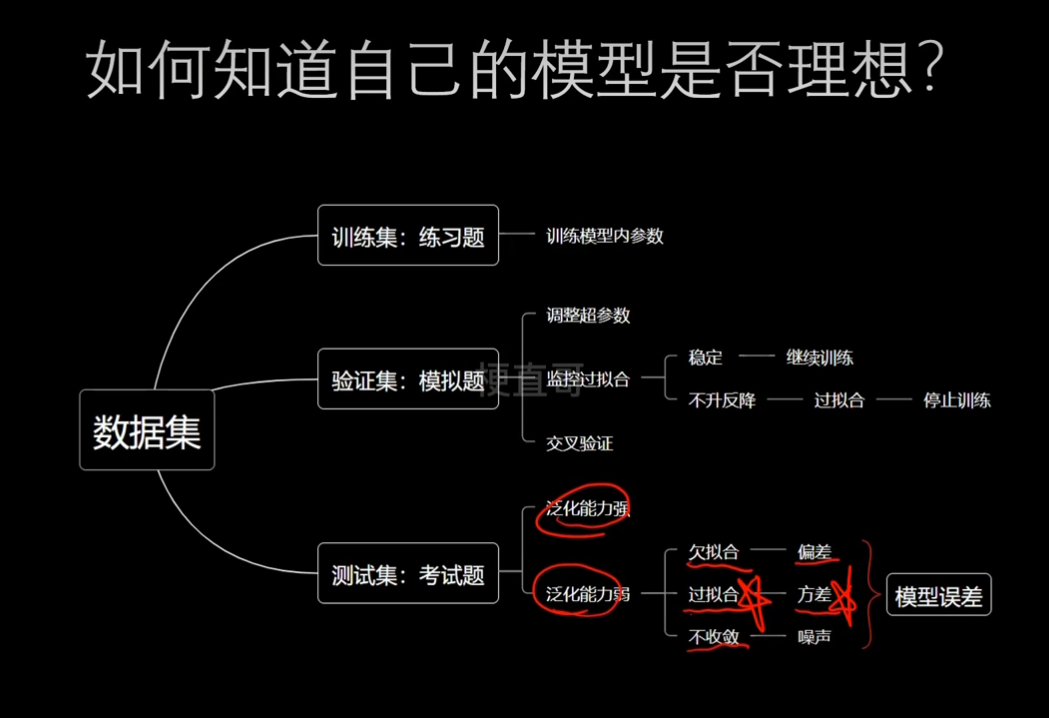 如何知道自己的模型是否理想？
数据集
训练集：练习题
训练模型内参数
验证集：模拟题
调整超参数
监控过拟合
稳定
继续训练
不升反降
过拟合
停止训练
交叉验证
梗直哥
测试集：考试题
泛化能力强
泛化能力弱
欠拟合
偏差
过拟合
方差
不收敛
噪声
模型误差